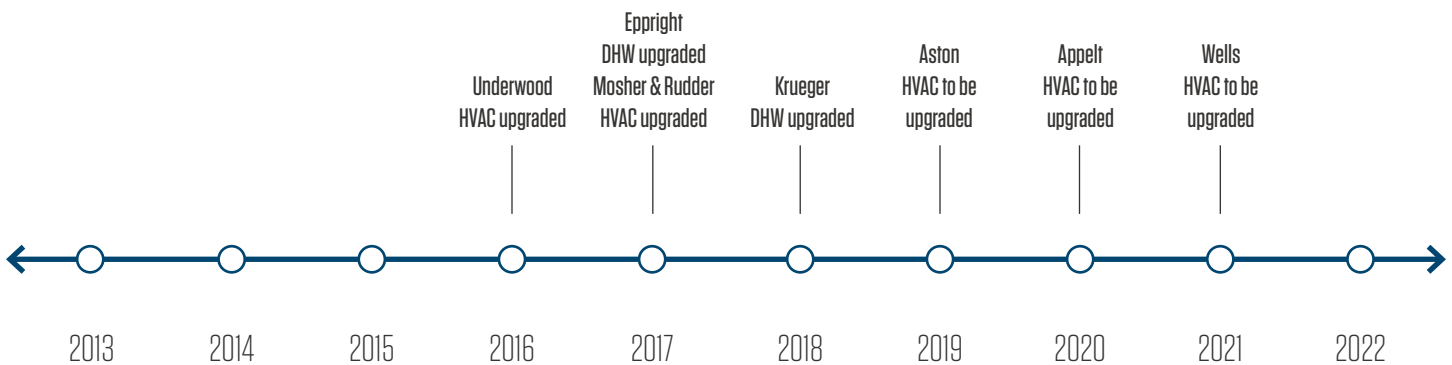 Underwood
HVAC upgraded
Eppright
DHW upgraded
Mosher & Rudder
HVAC upgraded
Krueger
DHW upgraded
Aston
HVAC to be
upgraded
Appelt
HVAC to be
upgraded
Wells
HVAC to be
upgraded
2013
2014
2015
2016
2017
2018
2019
2020
2021
2022